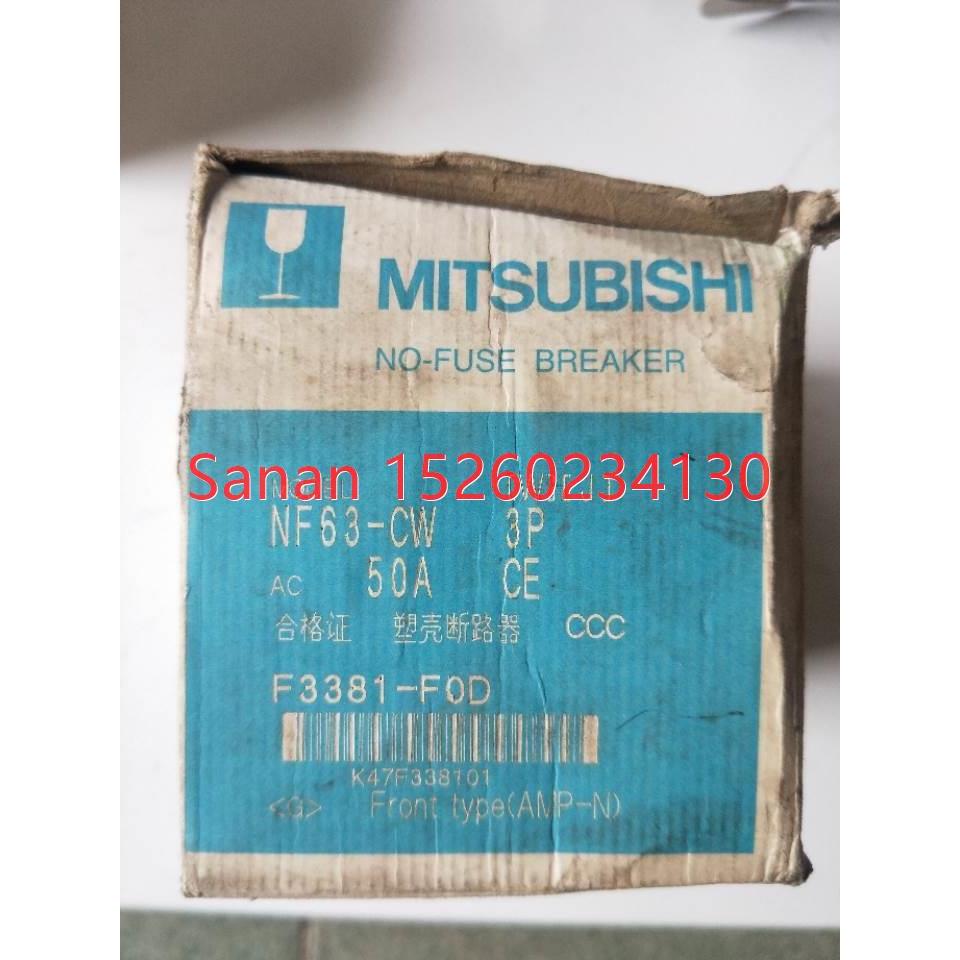 MITSUBISHI
NO-FUSE BREAKER
Sanan 15260234130
NF63-CW 3P
AC 50A CE
合格证 塑壳断路器 CCC
F3381-F0D
K47F338101
<G> Front type(AMP-N)